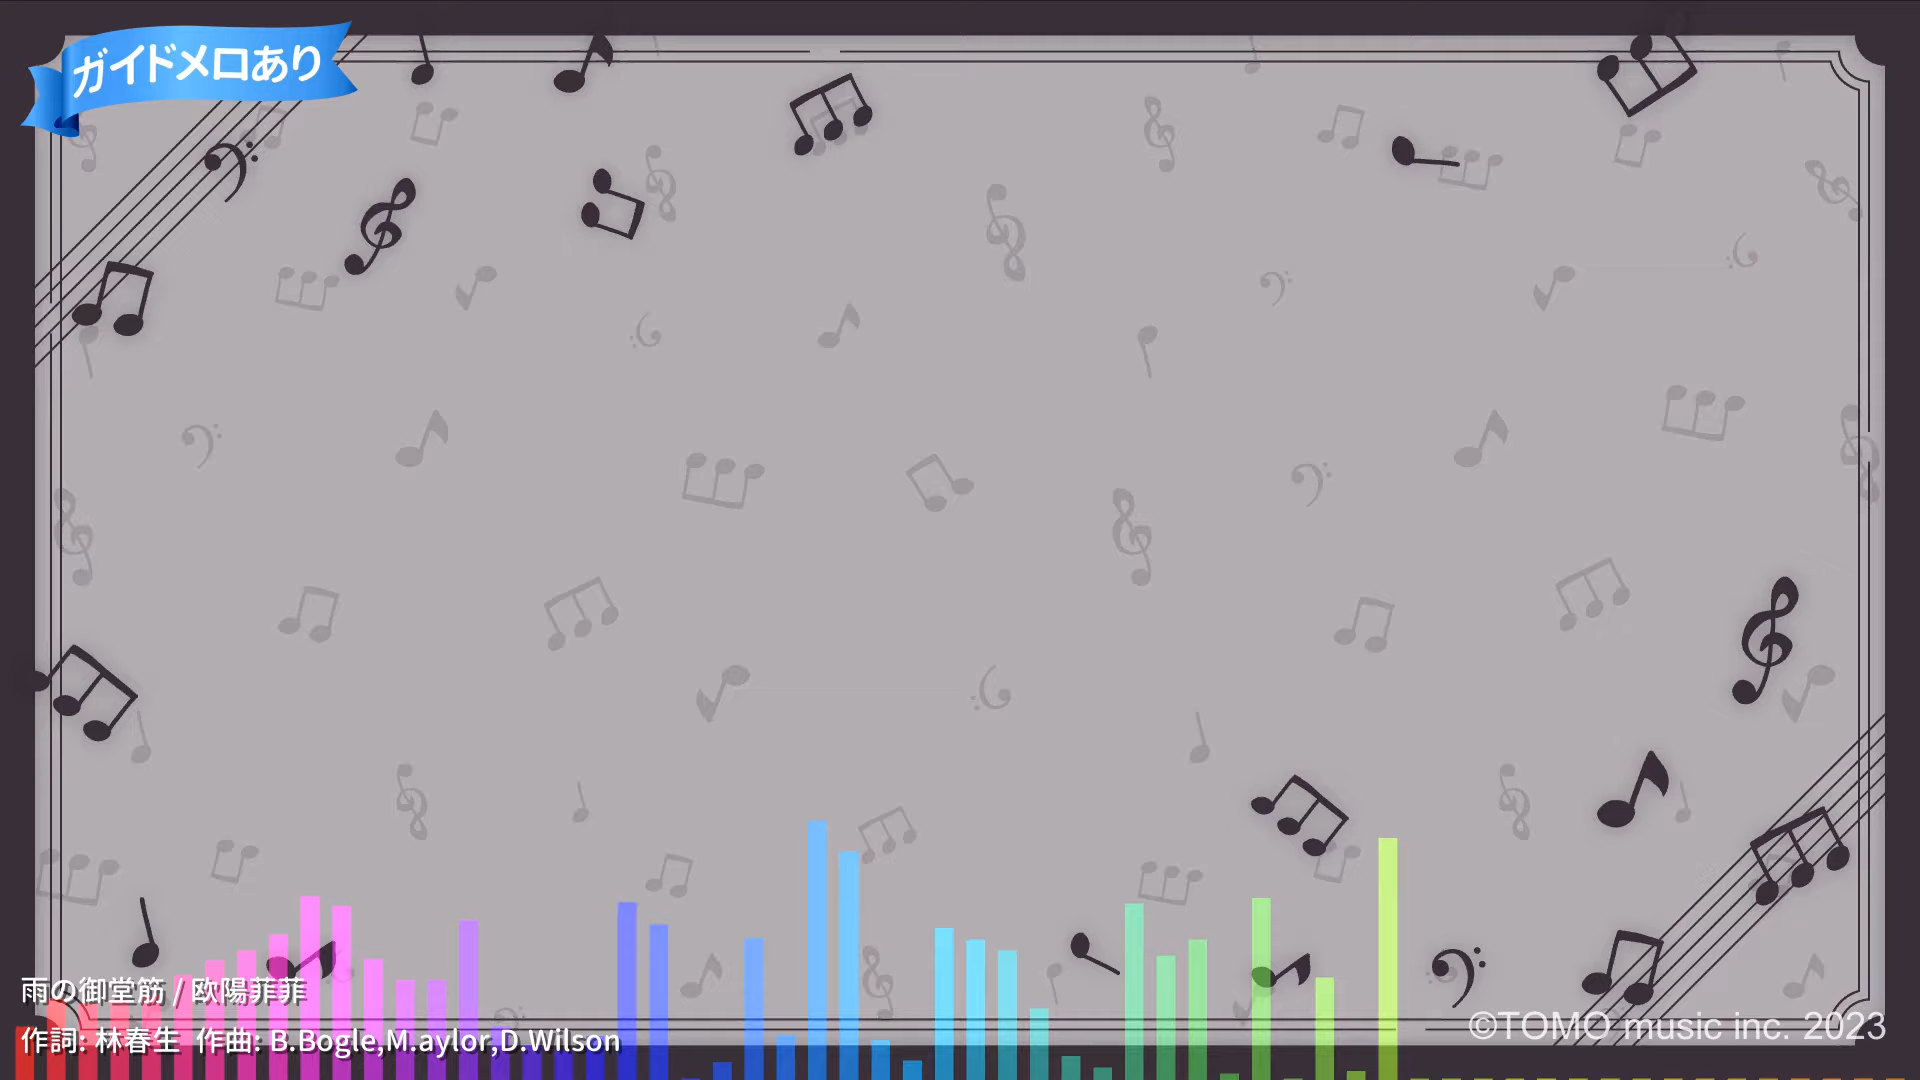 ガイドメロあり
雨の御堂筋 / 欧陽菲菲
作詞: 林春生 作曲: B.Bogle,M.aylor,D.Wilson
©TOMO music inc. 2023